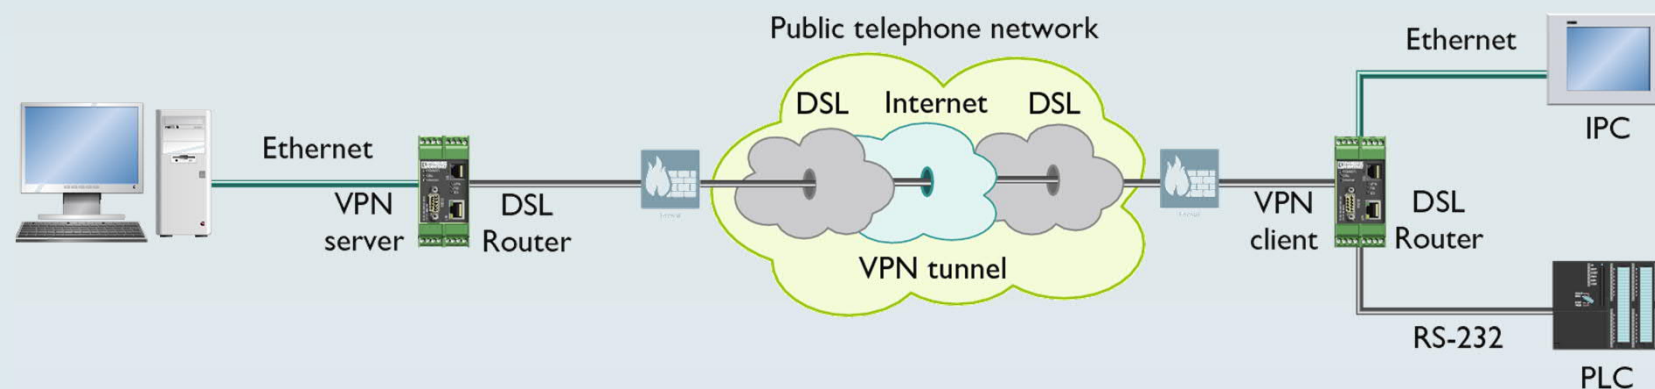 Public telephone network
Ethernet
DSL
Internet
DSL
IPC
Ethernet
VPN
server
DSL
Router
VPN
client
DSL
Router
VPN tunnel
RS-232
PLC